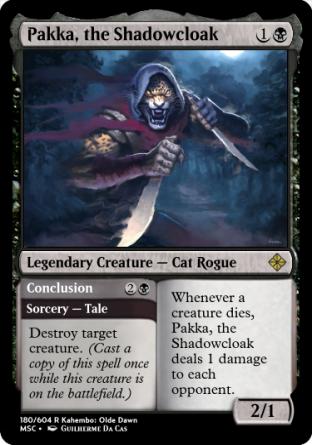 Pakka, the Shadowcloak 1
Legendary Creature — Cat Rogue
Conclusion 2
Sorcery — Tale
Destroy target
creature. (Cast a
copy of this spell once
while this creature is
on the battlefield.)
Whenever a
creature dies,
Pakka, the
Shadowcloak
deals 1 damage
to each
opponent.
2/1
180/604 R Kahembo: Olde Dawn
MSC • Guilherme Da Cas